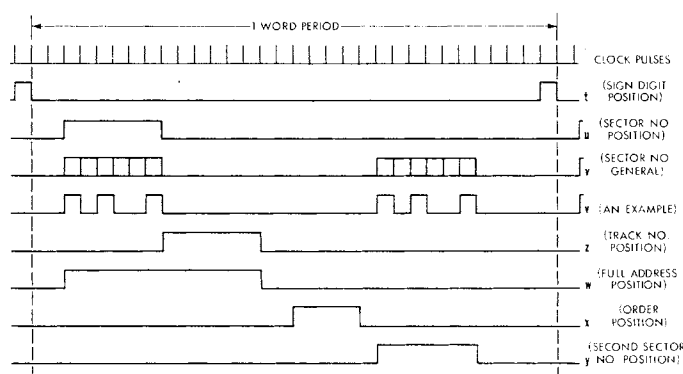 1 WORD PERIOD
CLOCK PULSES
t (SIGN DIGIT
POSITION)
u (SECTOR NO
POSITION)
v (SECTOR NO
GENERAL)
v (AN EXAMPLE)
z (TRACK NO.
POSITION)
w (FULL ADDRESS
POSITION)
x (ORDER
POSITION)
y (SECOND SECTOR
NO. POSITION)